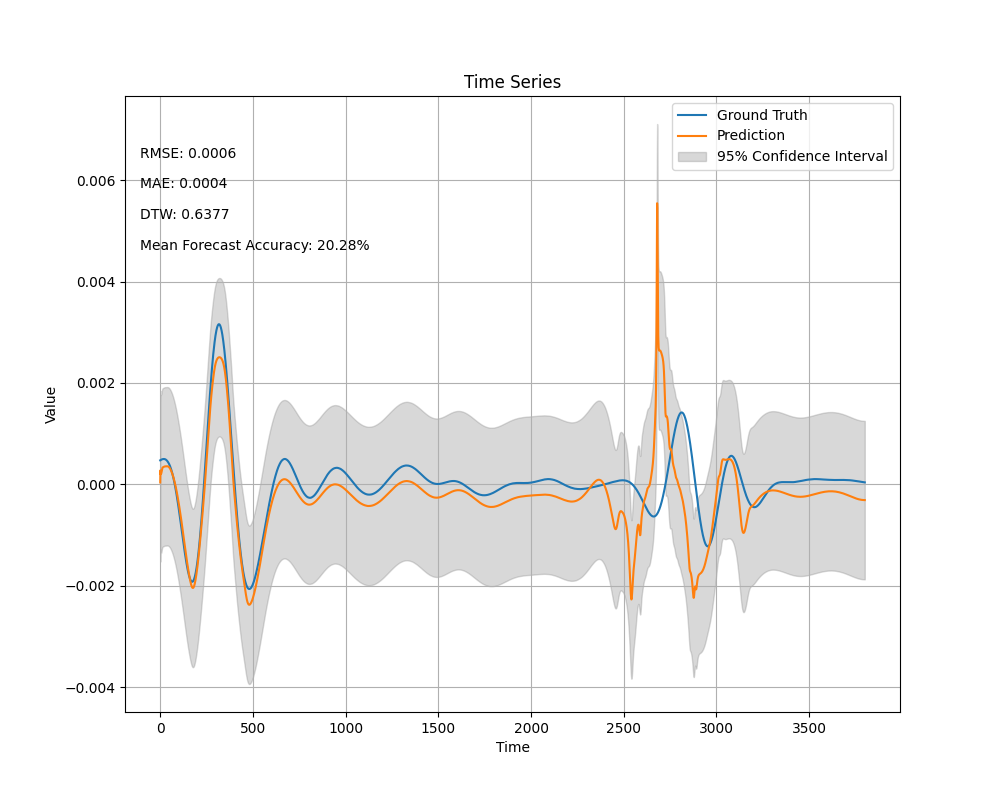 Time Series
Ground Truth
Prediction
95% Confidence Interval
RMSE: 0.0006
MAE: 0.0004
DTW: 0.6377
Mean Forecast Accuracy: 20.28%
0.006
0.004
0.002
0.000
−0.002
−0.004
Value
0 500 1000 1500 2000 2500 3000 3500
Time